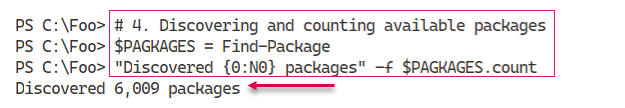 PS C:\Foo> # 4. Discovering and counting available packages
PS C:\Foo> $PAGKAGES = Find-Package
PS C:\Foo> "Discovered {0:N0} packages" -f $PAGKAGES.count
Discovered 6,009 packages